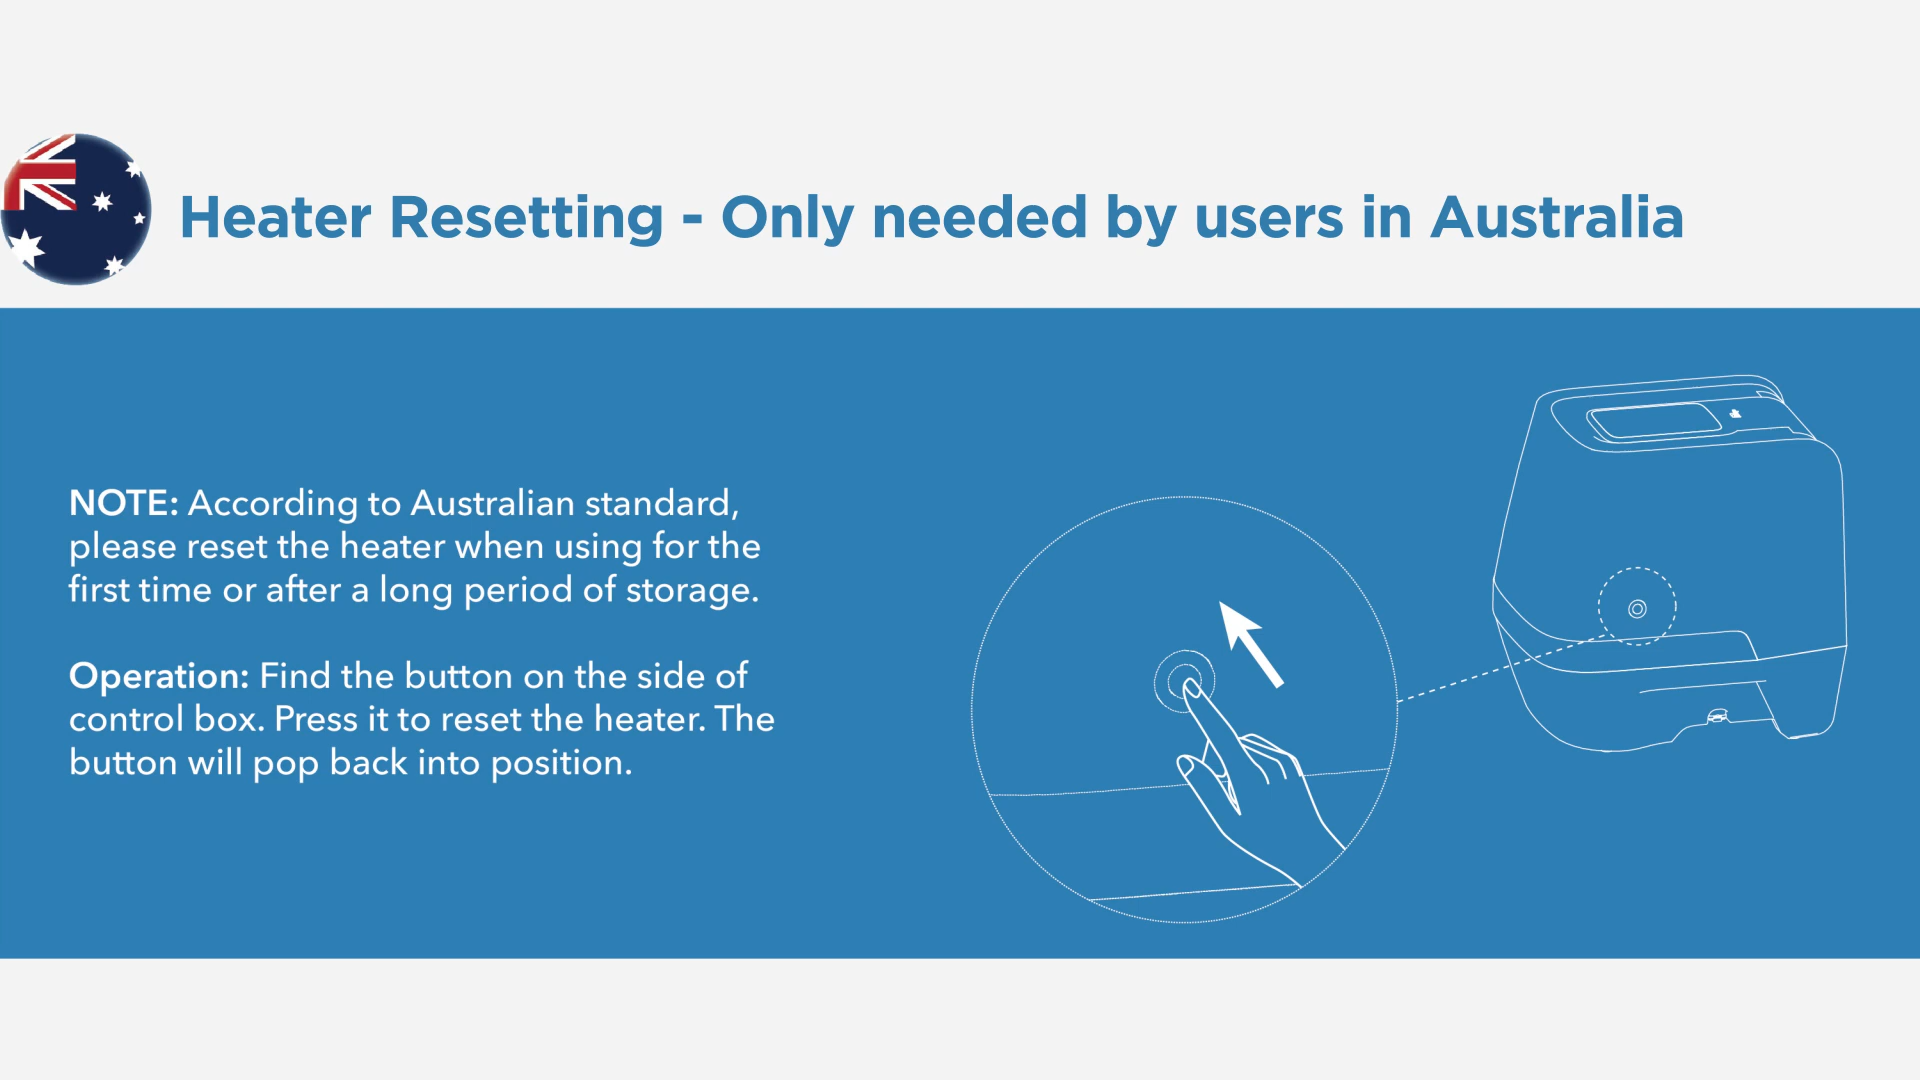 Heater Resetting - Only needed by users in Australia
NOTE: According to Australian standard,
please reset the heater when using for the
first time or after a long period of storage.
Operation: Find the button on the side of
control box. Press it to reset the heater. The
button will pop back into position.